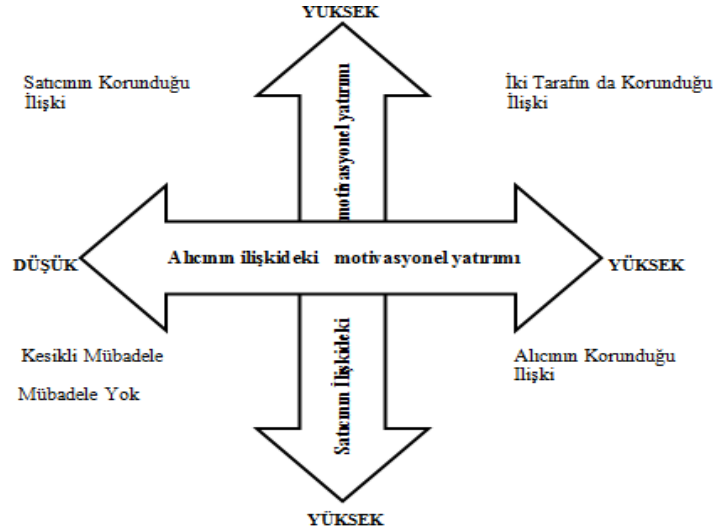 YUKSEK
Satıcının Korunduğu
İlişki
İki Tarafın da Korunduğu
İlişki
motivasyonel yatırımı
DÜŞÜK
Alıcının ilişkideki motivasyonel yatırımı
YÜKSEK
Kesikli Mübadele
Mübadele Yok
Satıcının İlişkideki
Alıcının Korunduğu
Ilişki
YÜKSEK